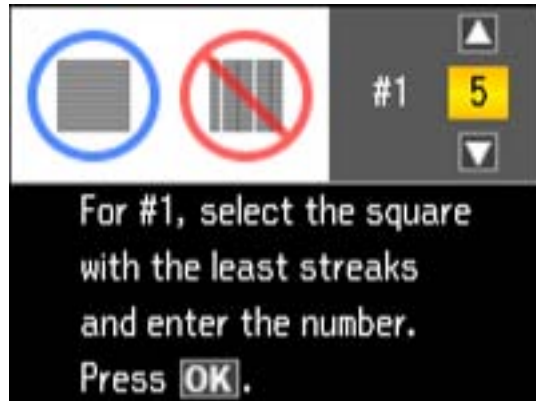 #1 5
For #1, select the square
with the least streaks
and enter the number.
Press OK.